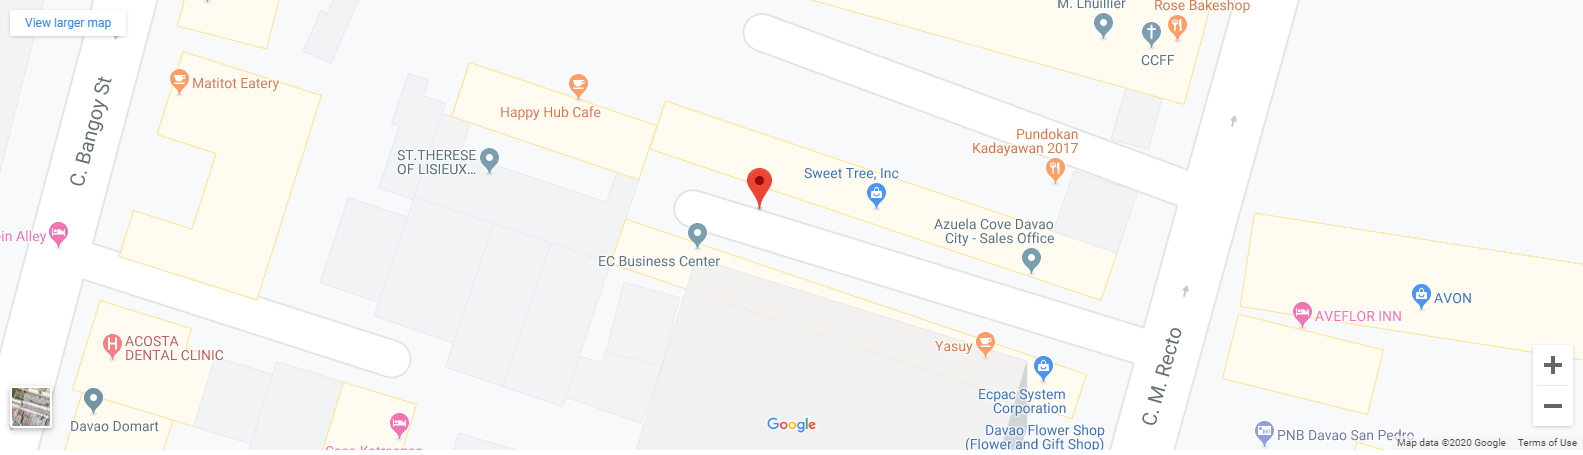 View larger map
M. Lhuillier
Rose Bakeshop
CCFF
C. Bangoy St
Matitot Eatery
Happy Hub Cafe
ST.THERESE
OF LISIEUX...
Pundokan
Kadayawan 2017
Sweet Tree, Inc
Azuela Cove Davao
City - Sales Office
EC Business Center
in Alley
AVON
AVEFLOR INN
ACOSTA
DENTAL CLINIC
Yasuy
C. M. Recto
Ecpac System
Corporation
Davao Domart
Google
Davao Flower Shop
(Flower and Gift Shop)
PNB Davao San Pedro
Map data ©2020 Google
Terms of Use